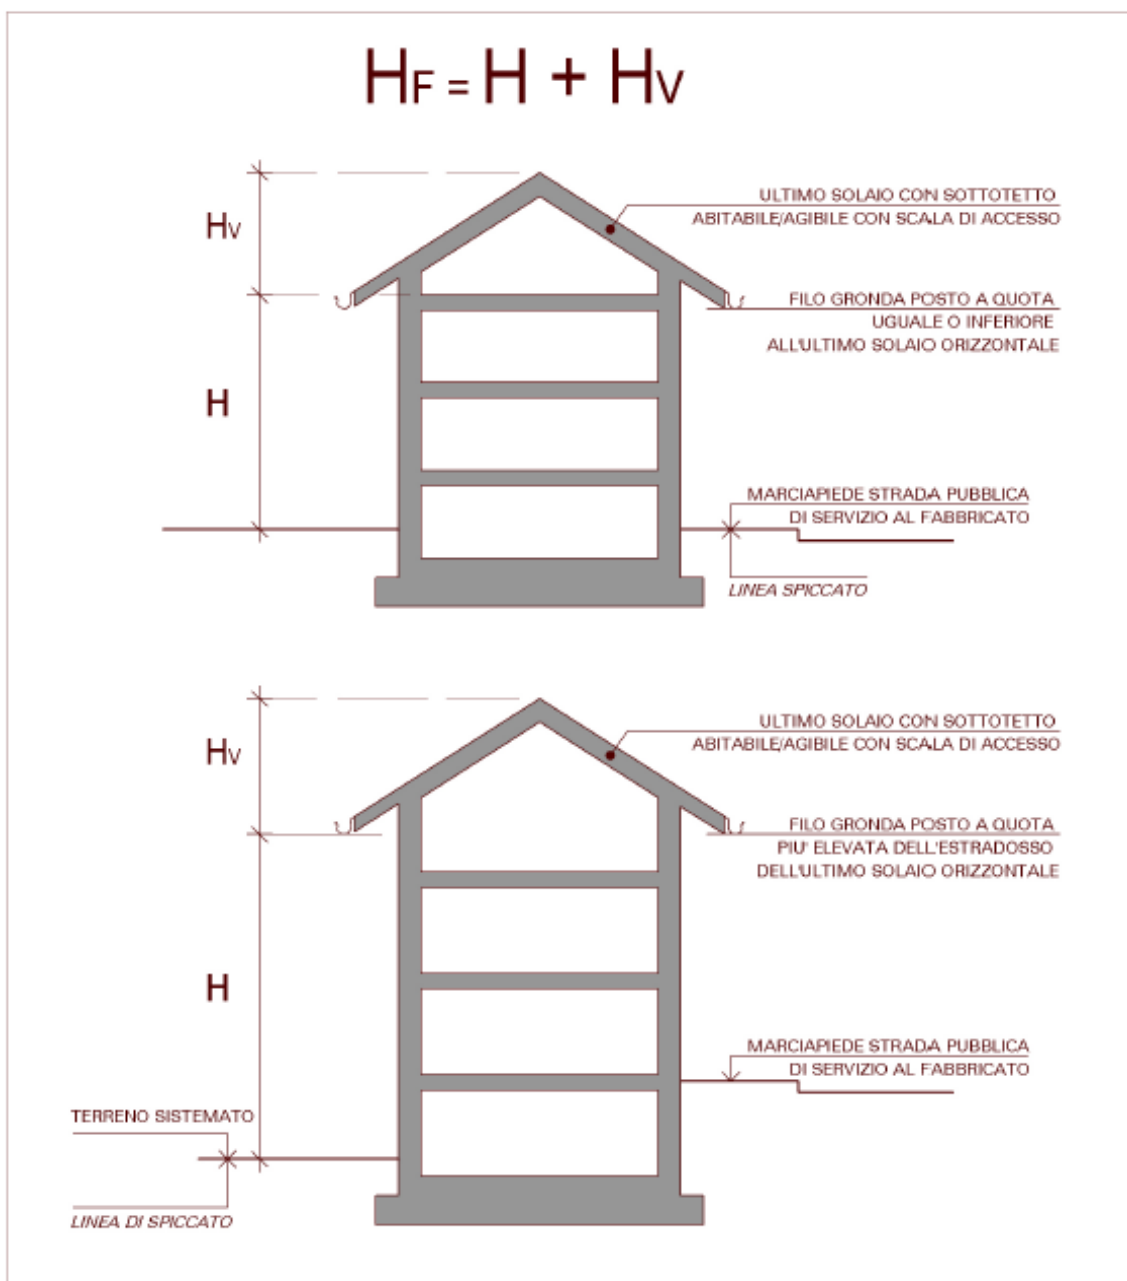 HF = H + HV
HV
ULTIMO SOLAIO CON SOTTOTETTO
ABITABILE/AGIBILE CON SCALA DI ACCESSO
FILO GRONDA POSTO A QUOTA
UGUALE O INFERIORE
ALL'ULTIMO SOLAIO ORIZZONTALE
H
MARCIAPIEDE STRADA PUBBLICA
DI SERVIZIO AL FABBRICATO
LINEA SPICCATO
HV
ULTIMO SOLAIO CON SOTTOTETTO
ABITABILE/AGIBILE CON SCALA DI ACCESSO
FILO GRONDA POSTO A QUOTA
PIU' ELEVATA DELL'ESTRADOSSO
DELL'ULTIMO SOLAIO ORIZZONTALE
H
MARCIAPIEDE STRADA PUBBLICA
DI SERVIZIO AL FABBRICATO
TERRENO SISTEMATO
LINEA DI SPICCATO